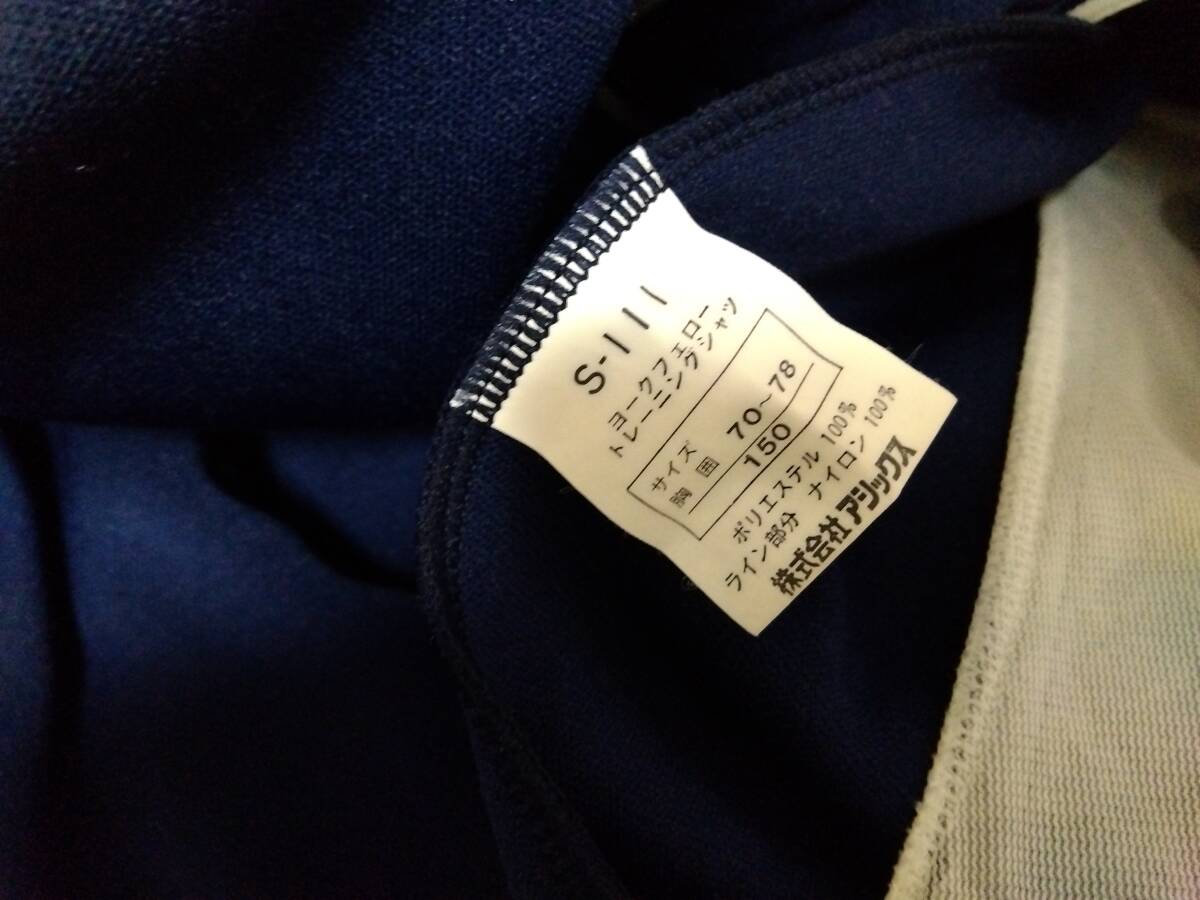 S-111
ヨークフェロー
トレーニングシャツ
サイズ
胸囲 70～78
150
ポリエステル 100%
ライン部分 ナイロン 100%
株式会社アシックス